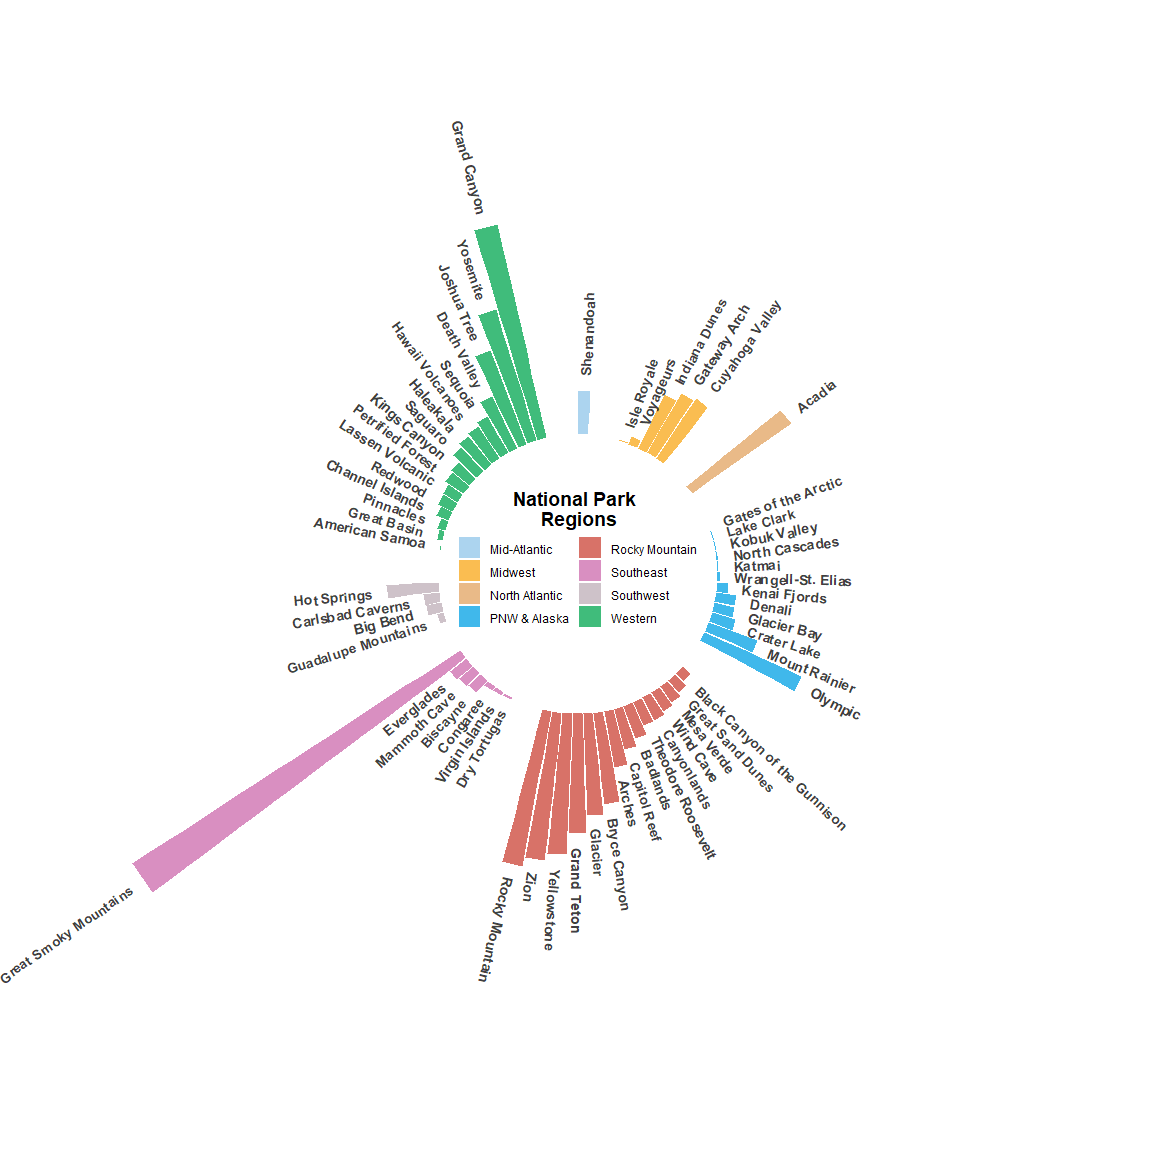 Grand Canyon
Yosemite
Joshua Tree
Death Valley
Sequoia
Hawaii Volcanoes
Haleakala
Saguaro
Kings Canyon
Petrified Forest
Lassen Volcanic
Redwood
Channel Islands
Pinnacles
Great Basin
American Samoa
Shenandoah
Isle Royale
Voyageurs
Indiana Dunes
Gateway Arch
Cuyahoga Valley
Acadia
Gates of the Arctic
Lake Clark
Kobuk Valley
North Cascades
Katmai
Wrangell-St. Elias
Kenai Fjords
Denali
Glacier Bay
Crater Lake
Mount Rainier
Olympic
National Park
Regions
Mid-Atlantic
Midwest
North Atlantic
PNW & Alaska
Rocky Mountain
Southeast
Southwest
Western
Hot Springs
Carlsbad Caverns
Big Bend
Guadalupe Mountains
Great Smoky Mountains
Everglades
Mammoth Cave
Biscayne
Congaree
Virgin Islands
Dry Tortugas
Rocky Mountain
Zion
Yellowstone
Grand Teton
Glacier
Bryce Canyon
Arches
Capitol Reef
Badlands
Theodore Roosevelt
Canyonlands
Wind Cave
Mesa Verde
Great Sand Dunes
Black Canyon of the Gunnison